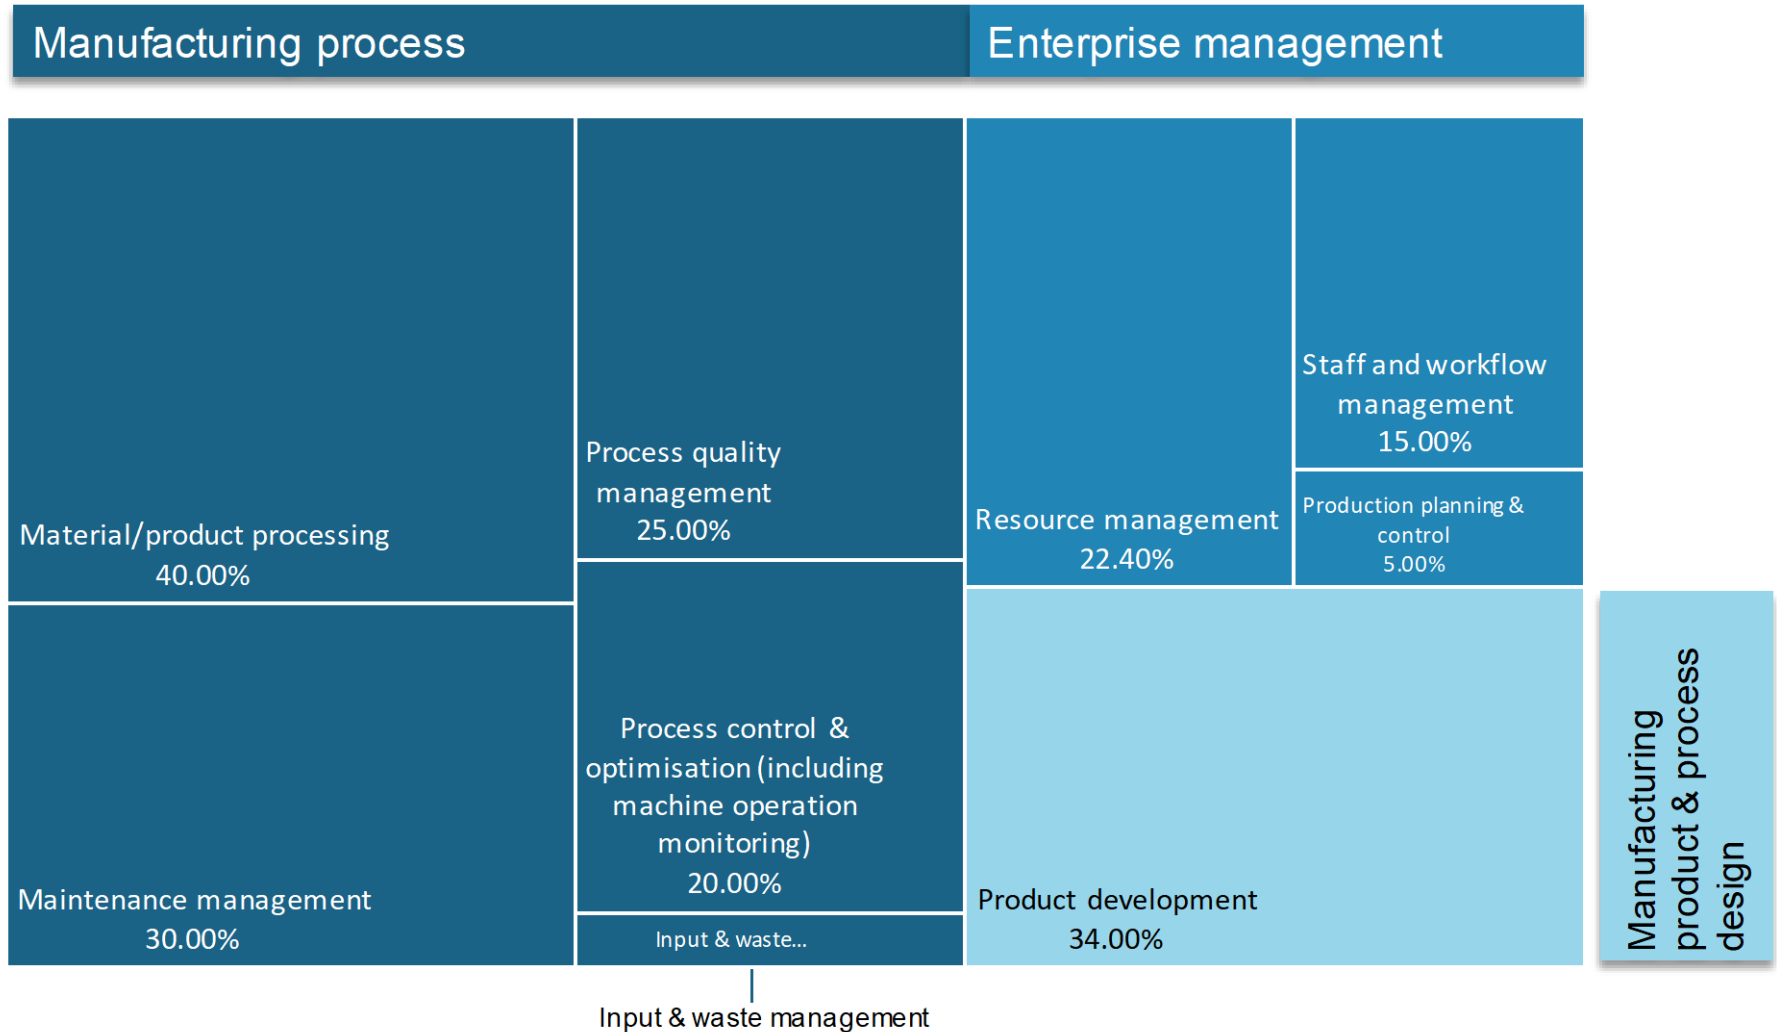 Manufacturing process
Enterprise management
Material/product processing
40.00%
Maintenance management
30.00%
Process quality
management
25.00%
Process control &
optimisation (including
machine operation
monitoring)
20.00%
Input & waste...
Input & waste management
Resource management
22.40%
Staff and workflow
management
15.00%
Production planning &
control
5.00%
Product development
34.00%
Manufacturing
product & process
design